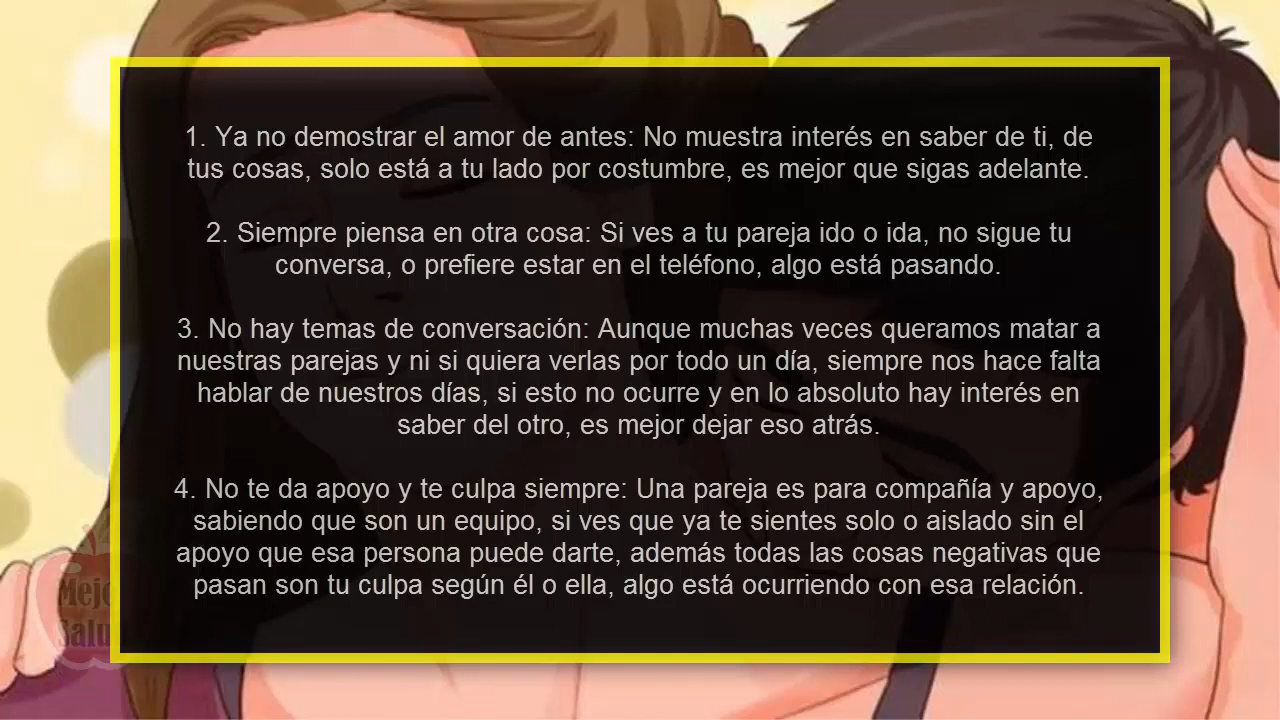 1. Ya no demostrar el amor de antes: No muestra interés en saber de ti, de
tus cosas, solo está a tu lado por costumbre, es mejor que sigas adelante.
2. Siempre piensa en otra cosa: Si ves a tu pareja ido o ida, no sigue tu
conversa, o prefiere estar en el teléfono, algo está pasando.
3. No hay temas de conversación: Aunque muchas veces queramos matar a
nuestras parejas y ni si quiera verlas por todo un día, siempre nos hace falta
hablar de nuestros días, si esto no ocurre y en lo absoluto hay interés en
saber del otro, es mejor dejar eso atrás.
4. No te da apoyo y te culpa siempre: Una pareja es para compañía y apoyo,
sabiendo que son un equipo, si ves que ya te sientes solo o aislado sin el
apoyo que esa persona puede darte, además todas las cosas negativas que
pasan son tu culpa según él o ella, algo está ocurriendo con esa relación.